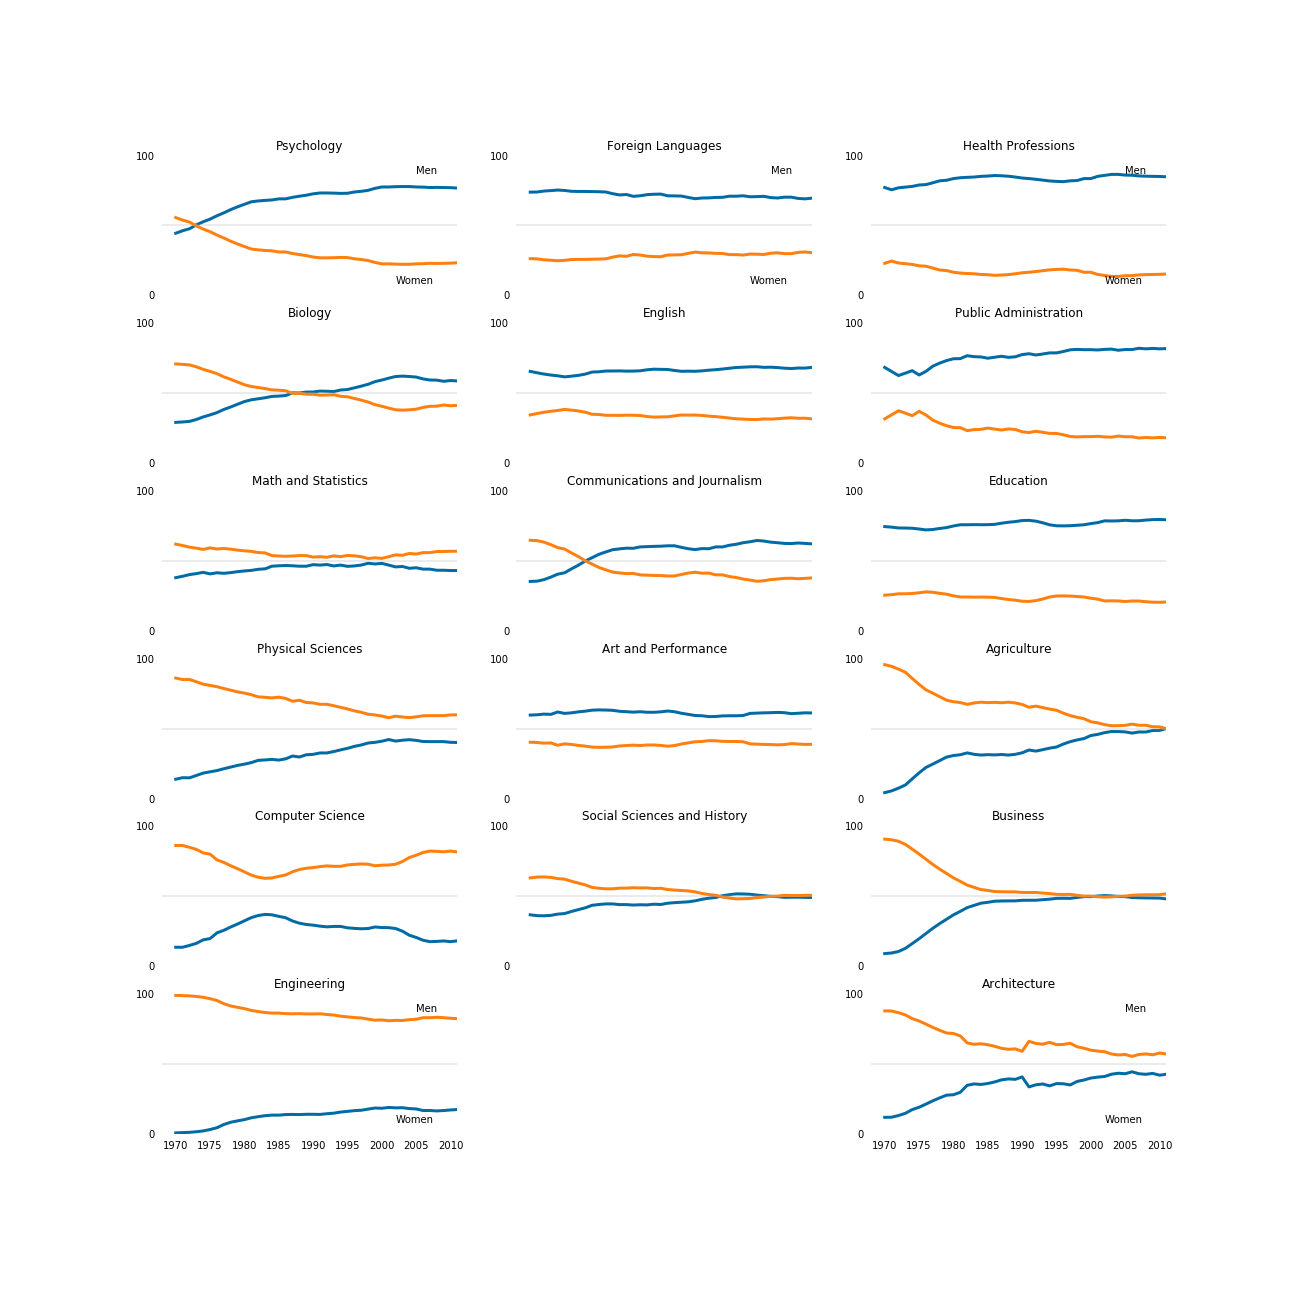 Psychology Foreign Languages Health Professions
100 100 100
Men Men Men
Women Women Women
0 0 0
Biology English Public Administration
100 100 100
0 0 0
Math and Statistics Communications and Journalism Education
100 100 100
0 0 0
Physical Sciences Art and Performance Agriculture
100 100 100
0 0 0
Computer Science Social Sciences and History Business
100 100 100
0 0 0
Engineering Architecture
100 100
Men Men
Women Women
0 0
1970 1975 1980 1985 1990 1995 2000 2005 2010 1970 1975 1980 1985 1990 1995 2000 2005 2010